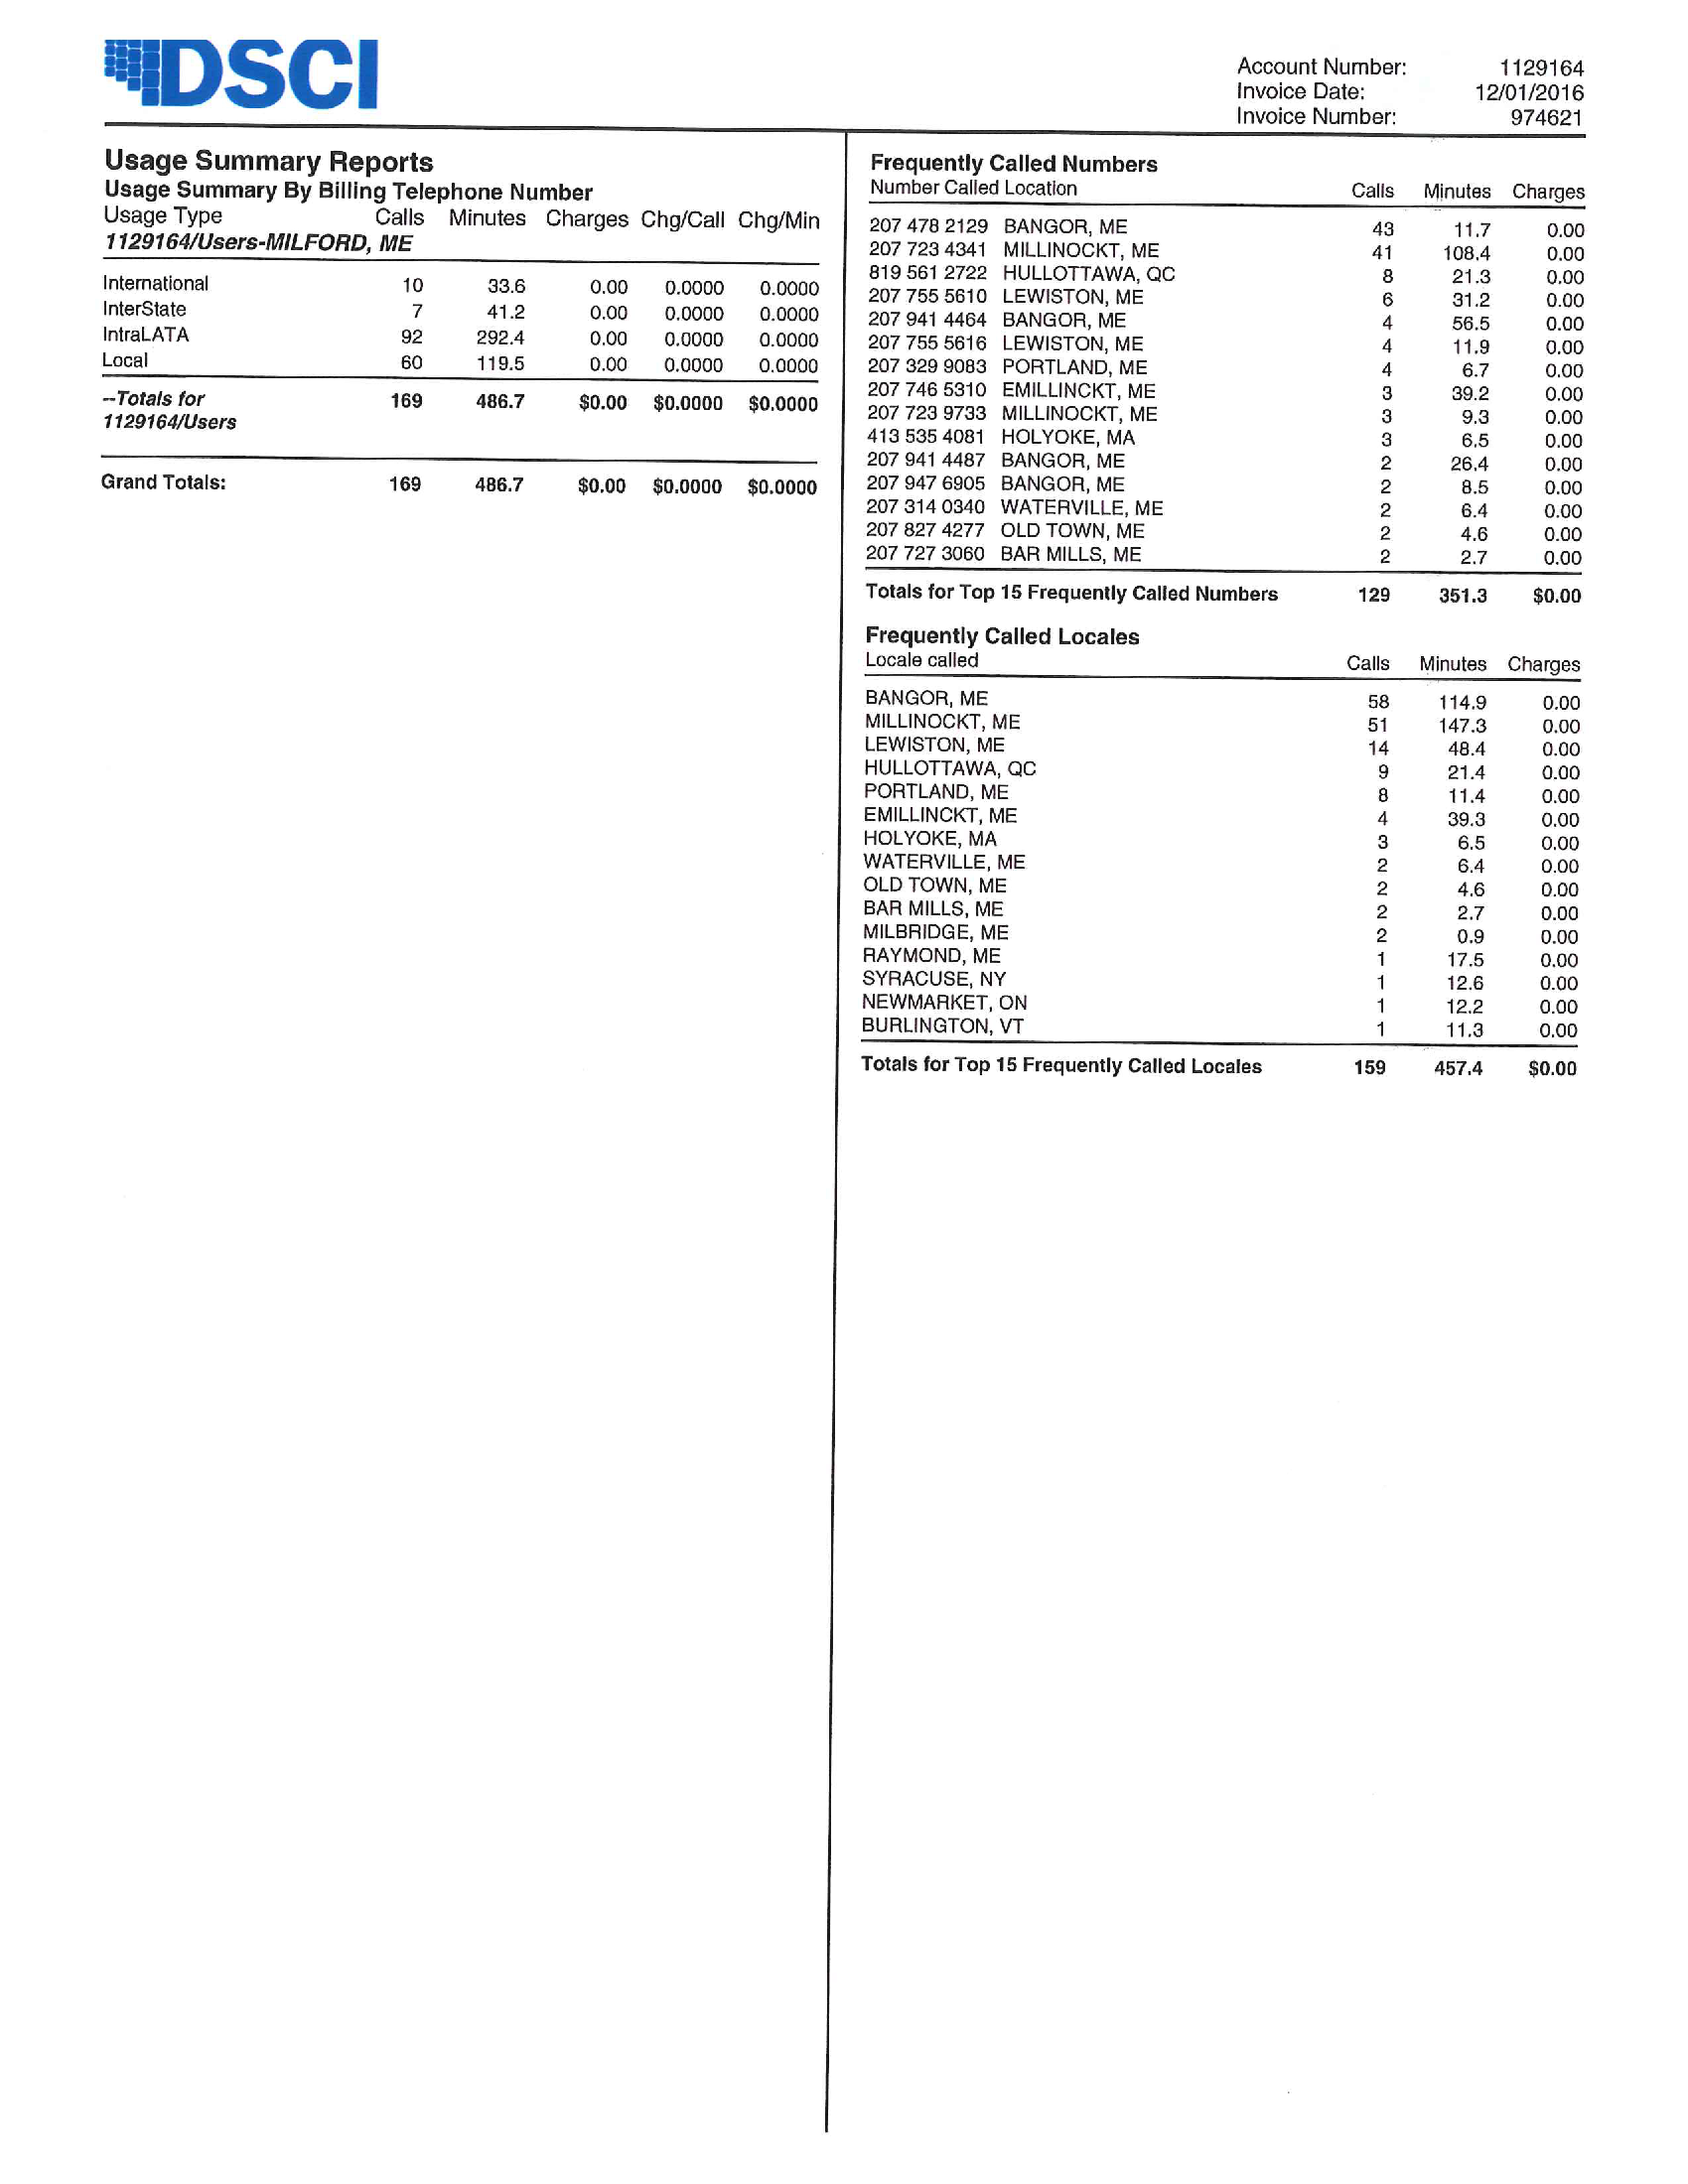 DSCI
Account Number: 1129164
Invoice Date: 12/01/2016
Invoice Number: 974621
Usage Summary Reports
Usage Summary By Billing Telephone Number
Usage Type Calls Minutes Charges Chg/Call Chg/Min
1129164/Users-MILFORD, ME
International 10 33.6 0.00 0.0000 0.0000
InterState 7 41.2 0.00 0.0000 0.0000
IntraLATA 92 292.4 0.00 0.0000 0.0000
Local 60 119.5 0.00 0.0000 0.0000
--Totals for 169 486.7 $0.00 $0.0000 $0.0000
1129164/Users
Grand Totals: 169 486.7 $0.00 $0.0000 $0.0000
Frequently Called Numbers
Number Called Location Calls Minutes Charges
207 478 2129 BANGOR, ME 43 11.7 0.00
207 723 4341 MILLINOCKT, ME 41 108.4 0.00
819 561 2722 HULLOTTAWA, QC 8 21.3 0.00
207 755 5610 LEWISTON, ME 6 31.2 0.00
207 941 4464 BANGOR, ME 4 56.5 0.00
207 755 5616 LEWISTON, ME 4 11.9 0.00
207 329 9083 PORTLAND, ME 4 6.7 0.00
207 746 5310 EMILLINCKT, ME 3 39.2 0.00
207 723 9733 MILLINOCKT, ME 3 9.3 0.00
413 535 4081 HOLYOKE, MA 3 6.5 0.00
207 941 4487 BANGOR, ME 2 26.4 0.00
207 947 6905 BANGOR, ME 2 8.5 0.00
207 314 0340 WATERVILLE, ME 2 6.4 0.00
207 827 4277 OLD TOWN, ME 2 4.6 0.00
207 727 3060 BAR MILLS, ME 2 2.7 0.00
Totals for Top 15 Frequently Called Numbers 129 351.3 $0.00
Frequently Called Locales
Locale called Calls Minutes Charges
BANGOR, ME 58 114.9 0.00
MILLINOCKT, ME 51 147.3 0.00
LEWISTON, ME 14 48.4 0.00
HULLOTTAWA, QC 9 21.4 0.00
PORTLAND, ME 8 11.4 0.00
EMILLINCKT, ME 4 39.3 0.00
HOLYOKE, MA 3 6.5 0.00
WATERVILLE, ME 2 6.4 0.00
OLD TOWN, ME 2 4.6 0.00
BAR MILLS, ME 2 2.7 0.00
MILBRIDGE, ME 2 0.9 0.00
RAYMOND, ME 1 17.5 0.00
SYRACUSE, NY 1 12.6 0.00
NEWMARKET, ON 1 12.2 0.00
BURLINGTON, VT 1 11.3 0.00
Totals for Top 15 Frequently Called Locales 159 457.4 $0.00